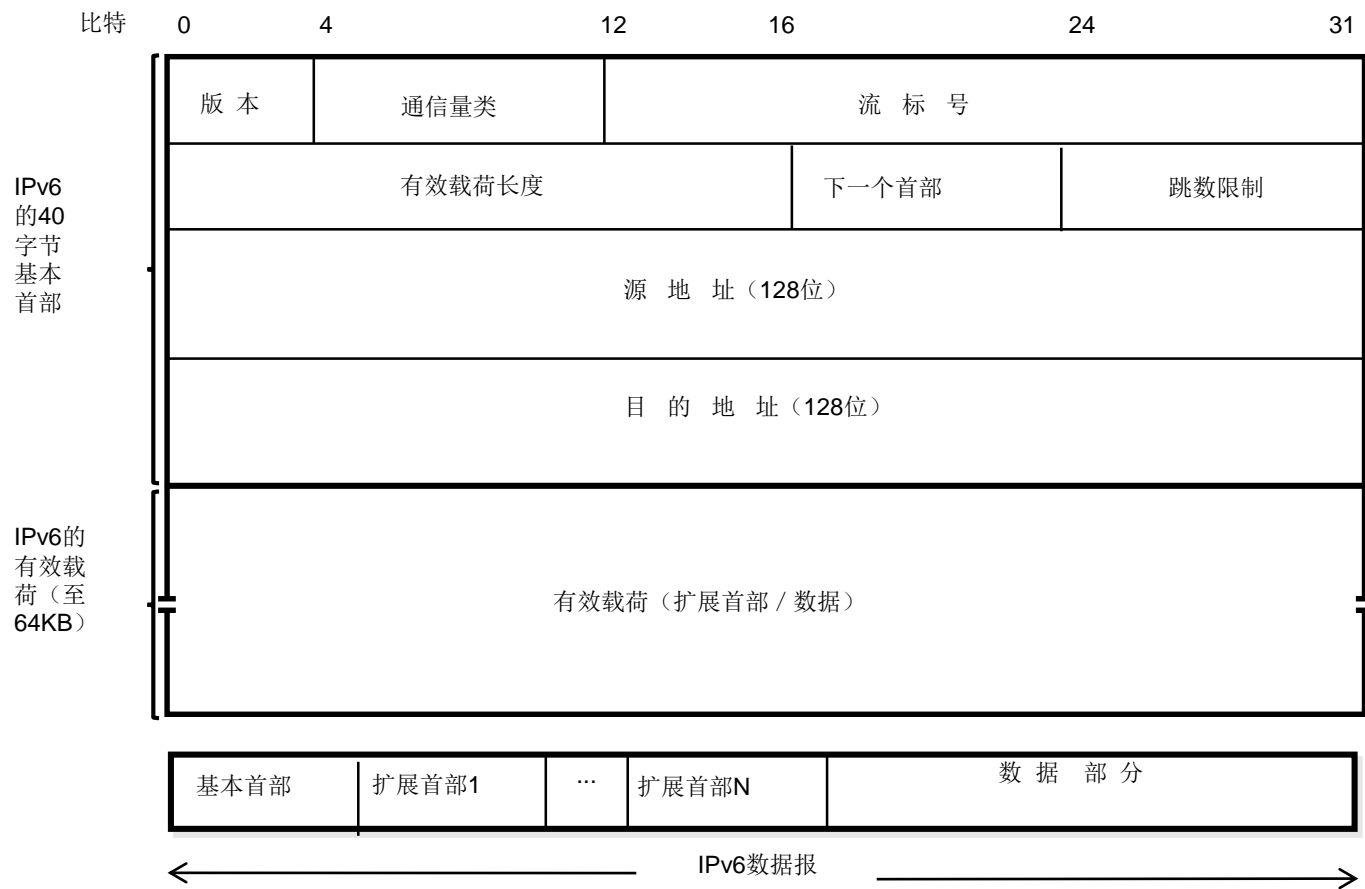 比特 0 4 12 16 24 31
版 本 通信量类 流 标 号
有效载荷长度 下一个首部 跳数限制
IPv6
的40
字节
基本
首部
源 地 址（128位）
目 的 地 址（128位）
IPv6的
有效载
荷（至
64KB）
有效载荷（扩展首部／数据）
基本首部 扩展首部1 ... 扩展首部N 数 据 部 分
IPv6数据报